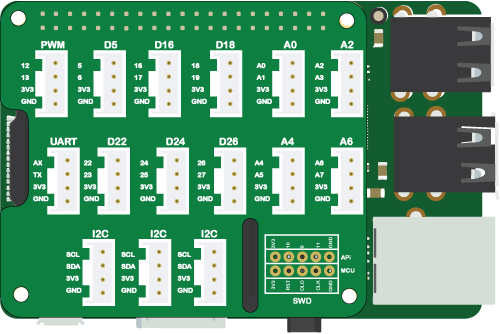 PWM D5 D16 D18 A0 A2
12 5 16 18 A0 A2
13 6 17 19 A1 A3
3V3 3V3 3V3 3V3 3V3 3V3
GND GND GND GND GND GND
UART D22 D24 D26 A4 A6
AX 22 24 26 A4 A6
TX 23 25 27 A5 A7
3V3 3V3 3V3 3V3 3V3 3V3
GND GND GND GND GND GND
I2C I2C I2C
SCL SCL SCL
SDA SDA SDA
3V3 3V3 3V3
GND GND GND
3V3 10 9 11 GND
APi
MCU
3V3 RST CLO CLK GND
SWD